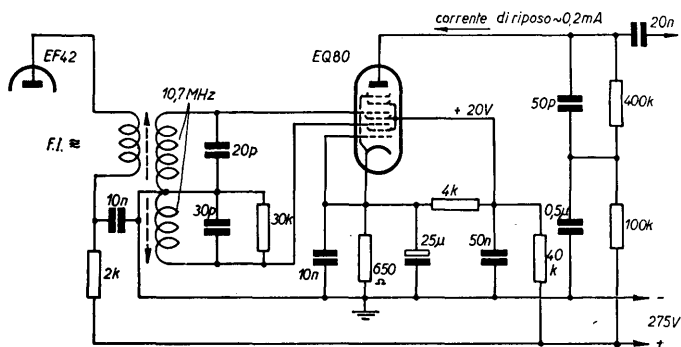 corrente di riposo ~0,2mA
20n
EF42
EQ80
10,7MHz
50p
400k
+ 20V
F.I. ≈
20p
4k
10n
30p
30k
0,5μ
100k
2k
10n
650 Ω
25μ
50n
40 k
-
275V
+